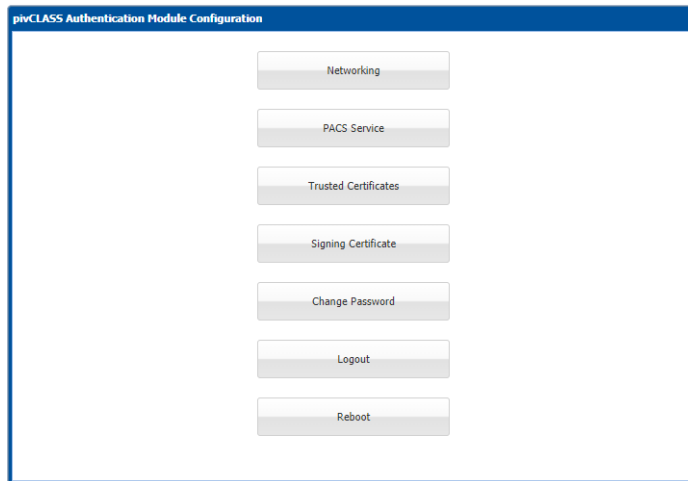 pivCLASS Authentication Module Configuration
Networking
PACS Service
Trusted Certificates
Signing Certificate
Change Password
Logout
Reboot